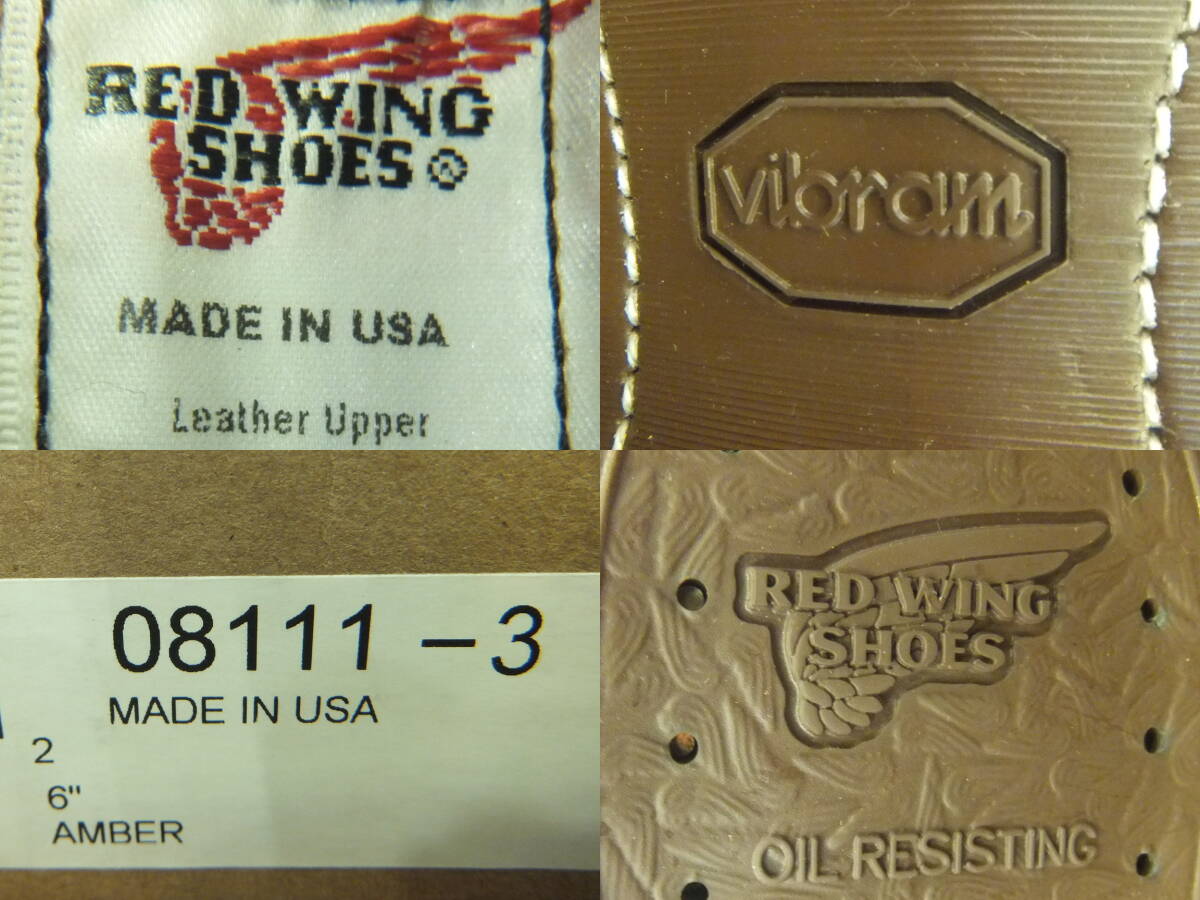 RED WING
SHOES ®
MADE IN USA
Leather Upper
vibram
08111 -3
MADE IN USA
2
6"
AMBER
RED WING
SHOES
OIL RESISTING